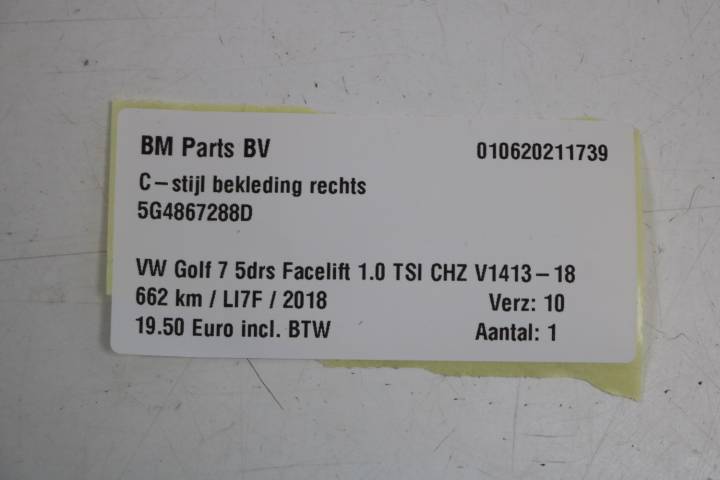 BM Parts BV 010620211739
C-stijl bekleding rechts
5G4867288D
VW Golf 7 5drs Facelift 1.0 TSI CHZ V1413-18
662 km / LI7F / 2018 Verz: 10
19.50 Euro incl. BTW Aantal: 1